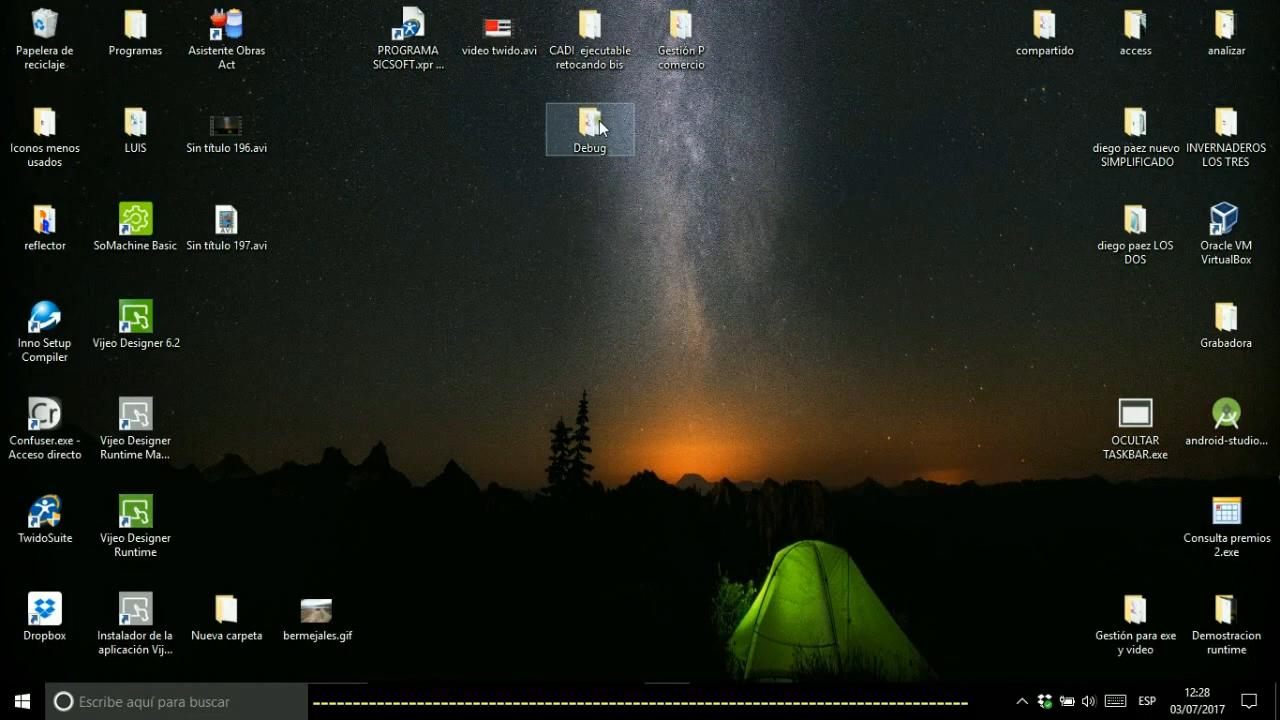 Papelera de
reciclaje
Programas
Asistente Obras
Act
PROGRAMA
SICSOFT.xpr ...
video twido.avi
CADI ejecutable
retocando bis
Gestión P
comercio
compartido
access
analizar
Iconos menos
usados
LUIS
Sin título 196.avi
Debug
diego paez nuevo
SIMPLIFICADO
INVERNADEROS
LOS TRES
reflector
SoMachine Basic
AVI
Sin título 197.avi
diego paez LOS
DOS
Oracle VM
VirtualBox
Inno Setup
Compiler
Vijeo Designer 6.2
Grabadora
Cr
Confuser.exe -
Acceso directo
Vijeo Designer
Runtime Ma...
OCULTAR
TASKBAR.exe
android-studio...
TwidoSuite
Vijeo Designer
Runtime
Consulta premios
2.exe
Dropbox
Instalador de la
aplicación Vij...
Nueva carpeta
bermejales.gif
Gestión para exe
y video
Demostracion
runtime
Escribe aquí para buscar
ESP
12:28
03/07/2017